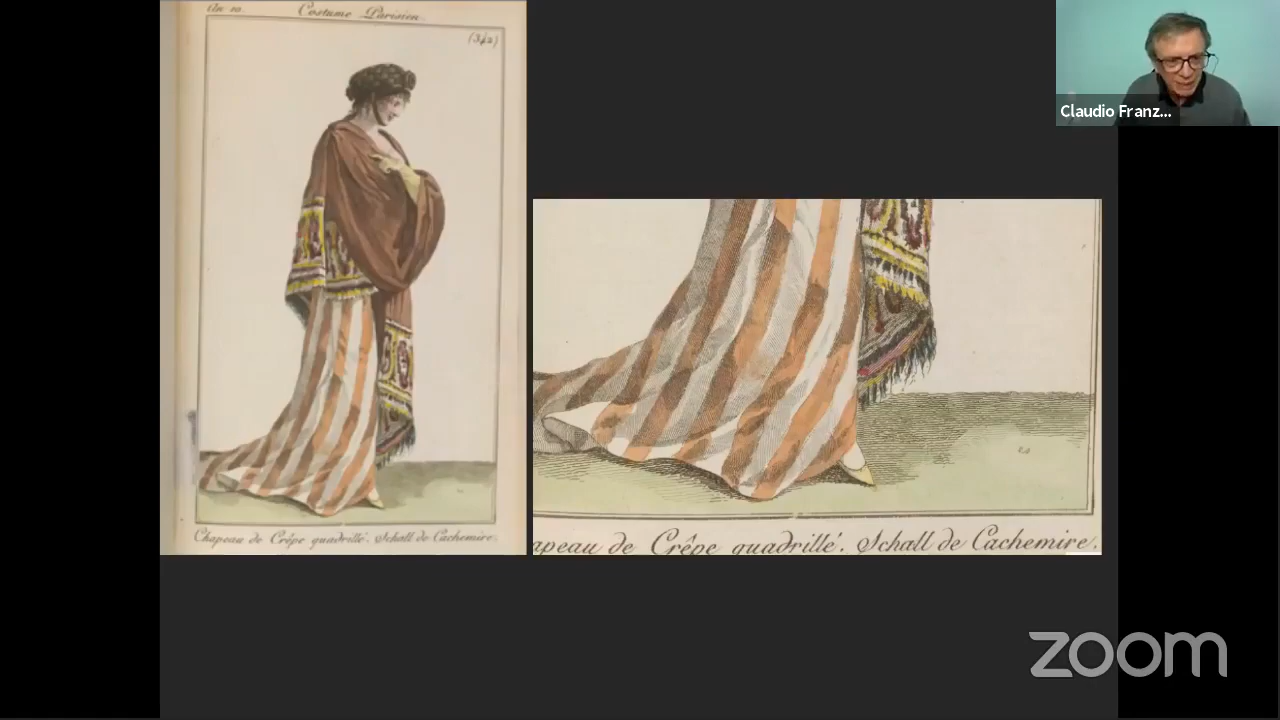 An 10.
Costume Parisien.
(342)
Chapeau de Crêpe quadrillé. Schall de Cachemire.
apeau de Crêpe quadrillé. Schall de Cachemire.
Claudio Franz...
zoom